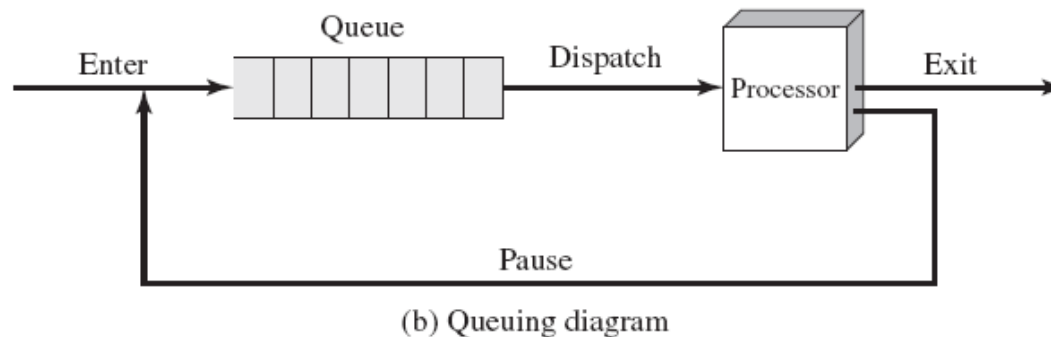 Queue
Enter
Dispatch
Processor
Exit
Pause
(b) Queuing diagram